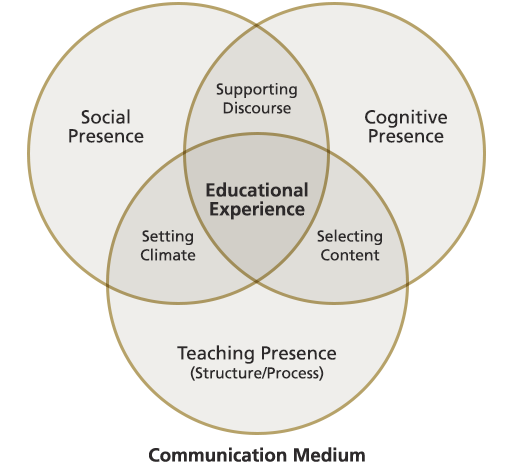 Supporting
Discourse
Social
Presence
Cognitive
Presence
Educational
Experience
Setting
Climate
Selecting
Content
Teaching Presence
(Structure/Process)
Communication Medium